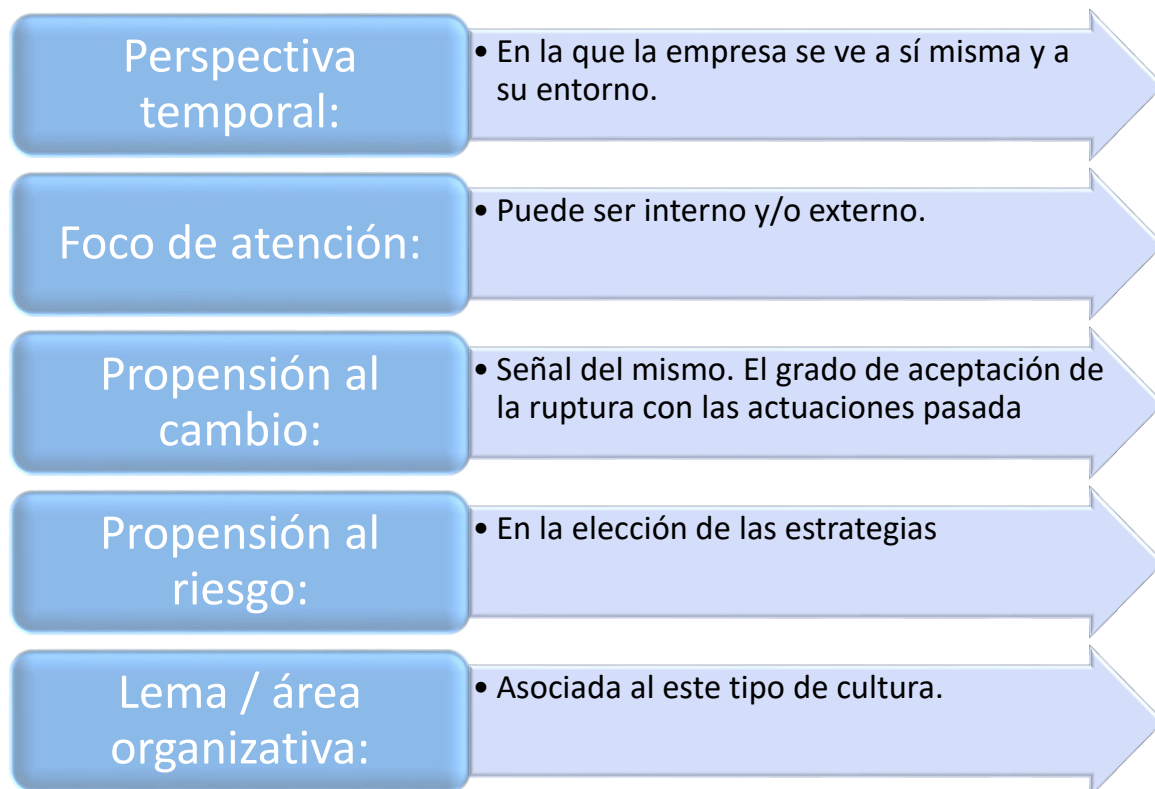 Perspectiva
temporal:
• En la que la empresa se ve a sí misma y a
su entorno.
Foco de atención:
• Puede ser interno y/o externo.
Propensión al
cambio:
• Señal del mismo. El grado de aceptación de
la ruptura con las actuaciones pasada
Propensión al
riesgo:
• En la elección de las estrategias
Lema / área
organizativa:
• Asociada al este tipo de cultura.